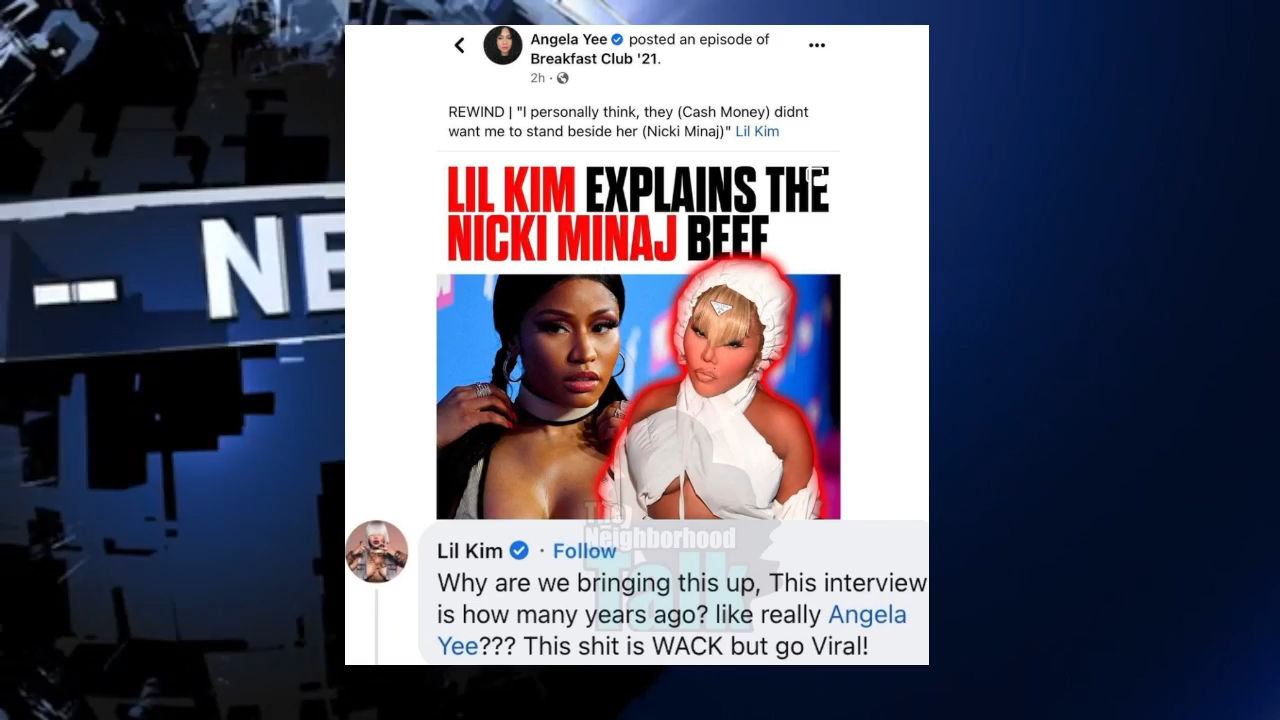 Angela Yee posted an episode of
Breakfast Club '21.
2h ·
REWIND | "I personally think, they (Cash Money) didnt
want me to stand beside her (Nicki Minaj)" Lil Kim
LIL KIM EXPLAINS THE
NICKI MINAJ BEEF
NE
The
Neighborhood
Talk
Lil Kim · Follow
Why are we bringing this up, This interview
is how many years ago? like really Angela
Yee??? This shit is WACK but go Viral!